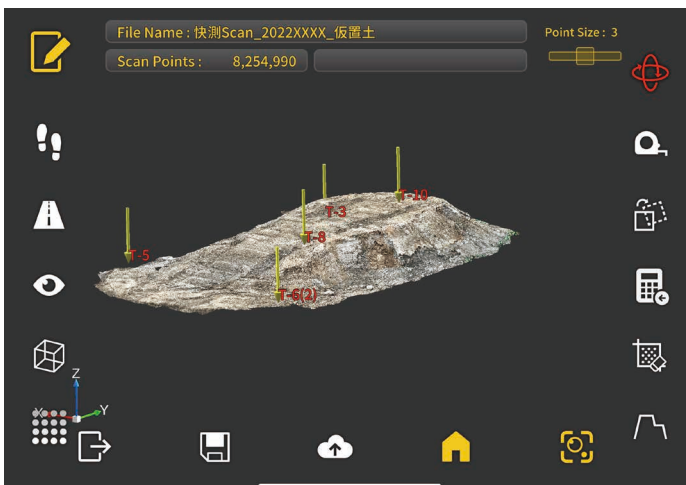 File Name : 快測Scan_2022XXXX_仮置土
Point Size : 3
Scan Points : 8,254,990
T-10
T-3
T-8
T-5
T-6(2)
Z
X
Y